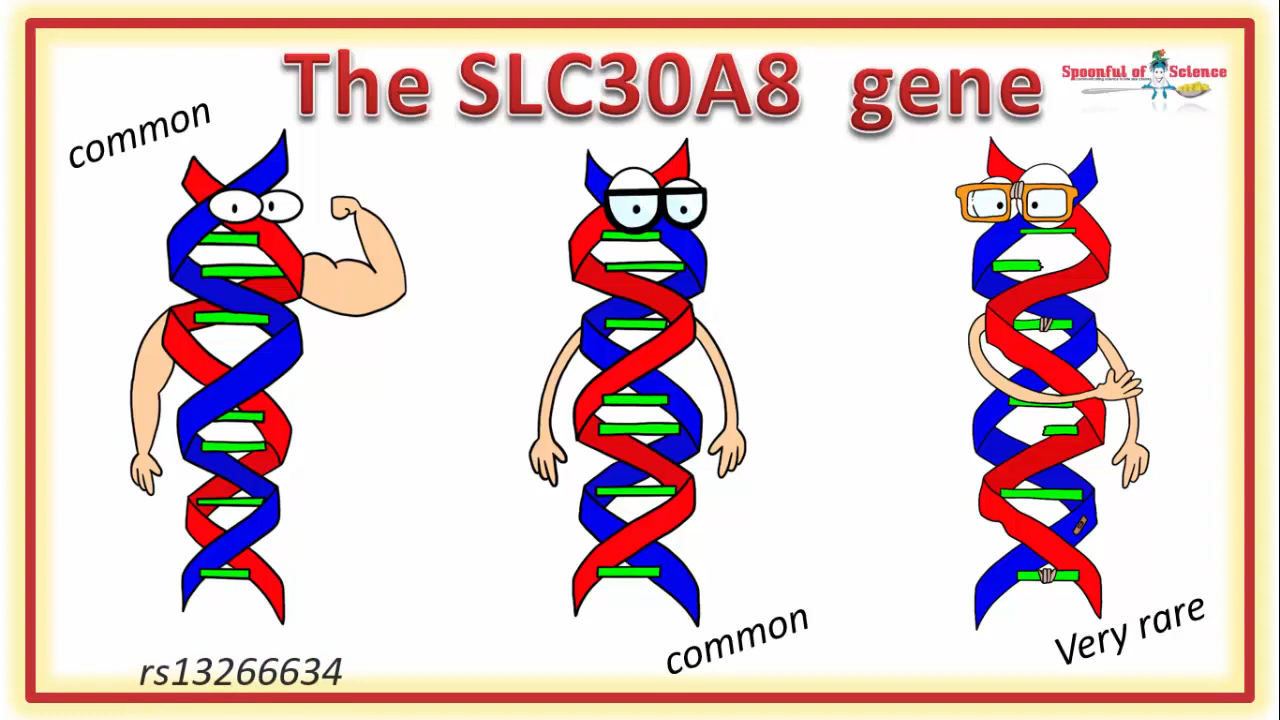 The SLC30A8 gene
Spoonful of Science
common
common
Very rare
rs13266634